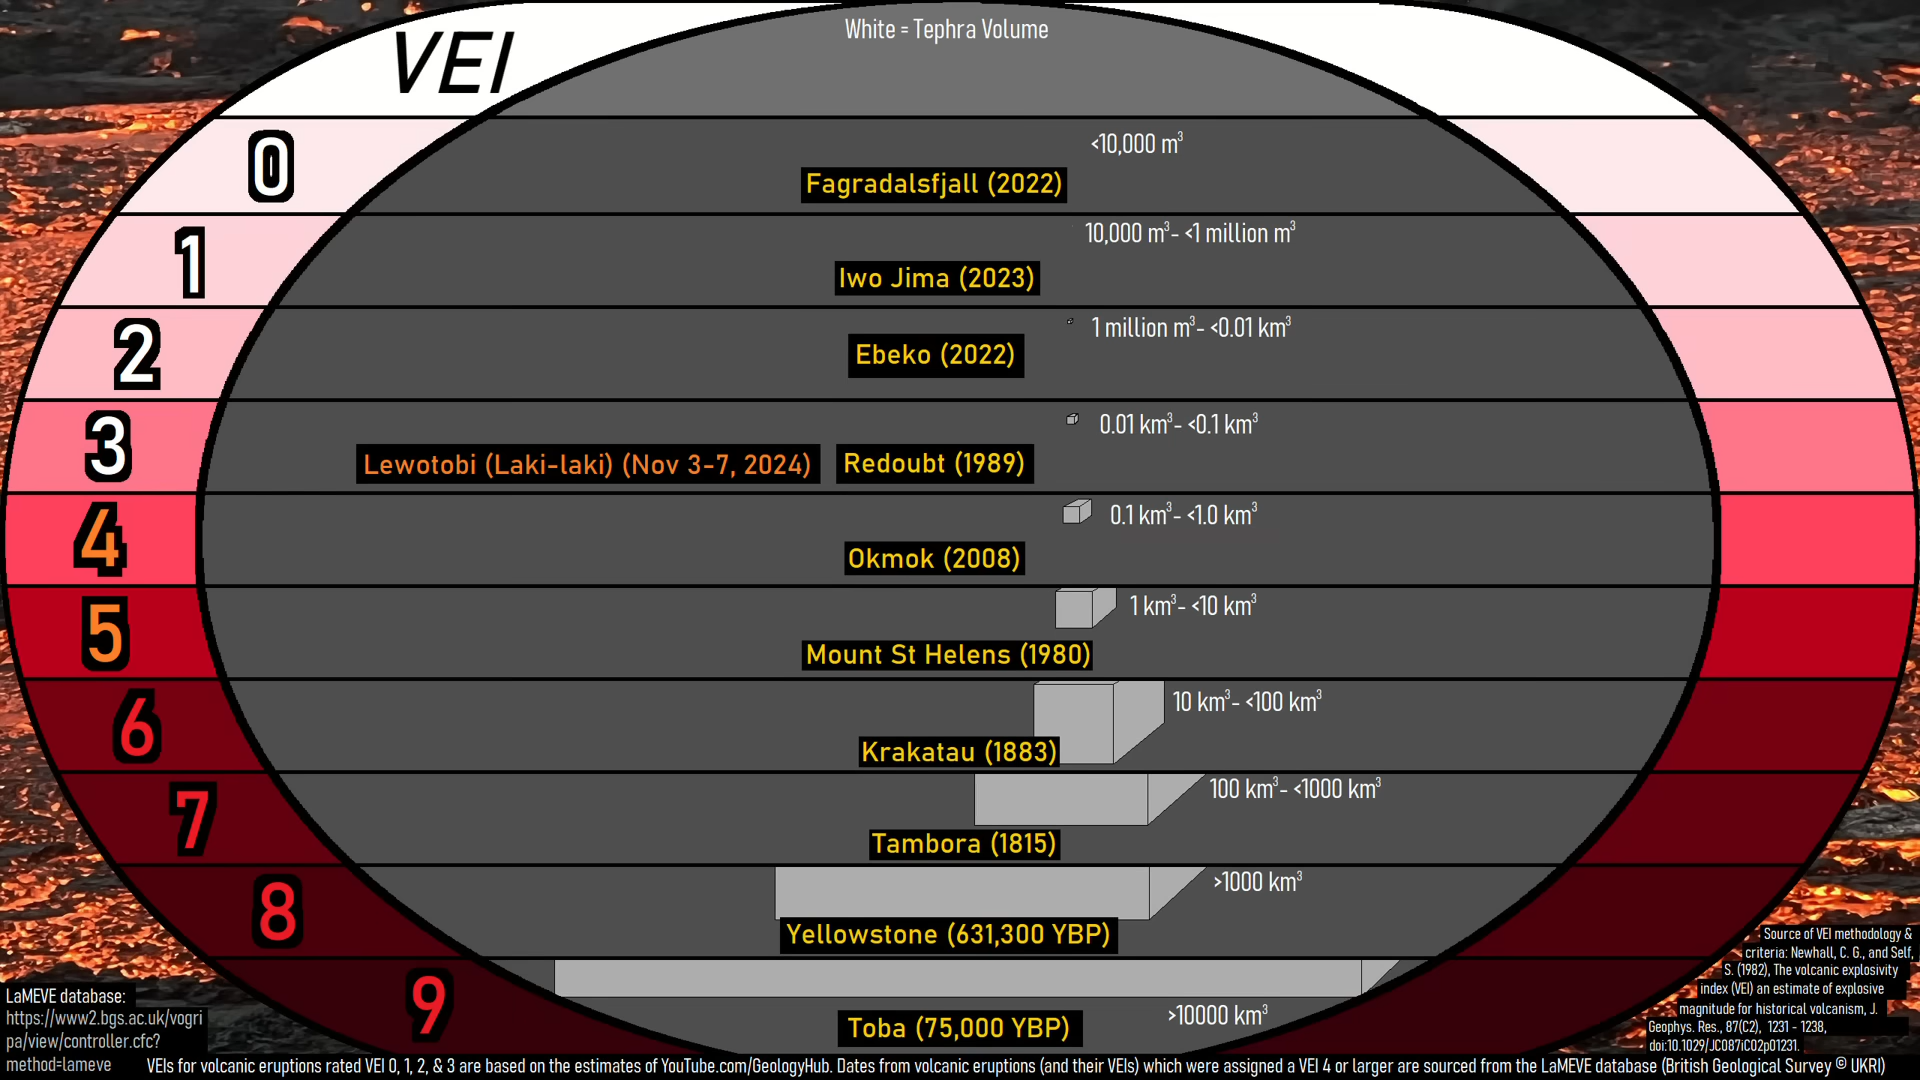 White = Tephra Volume
VEI
0
<10,000 m³
Fagradalsfjall (2022)
1
10,000 m³- <1 million m³
Iwo Jima (2023)
2
1 million m³- <0.01 km³
Ebeko (2022)
3
0.01 km³- <0.1 km³
Lewotobi (Laki-laki) (Nov 3-7, 2024)
Redoubt (1989)
4
0.1 km³- <1.0 km³
Okmok (2008)
5
1 km³- <10 km³
Mount St Helens (1980)
6
10 km³- <100 km³
Krakatau (1883)
7
100 km³- <1000 km³
Tambora (1815)
8
>1000 km³
Yellowstone (631,300 YBP)
9
>10000 km³
Toba (75,000 YBP)
Source of VEI methodology &
criteria: Newhall, C. G., and Self,
S. (1982), The volcanic explosivity
index (VEI) an estimate of explosive
magnitude for historical volcanism, J.
Geophys. Res., 87(C2), 1231 - 1238,
doi:10.1029/JC087iC02p01231.
LaMEVE database:
https://www2.bgs.ac.uk/vogri
pa/view/controller.cfc?
method=lameve
VEIs for volcanic eruptions rated VEI 0, 1, 2, & 3 are based on the estimates of YouTube.com/GeologyHub. Dates from volcanic eruptions (and their VEIs) which were assigned a VEI 4 or larger are sourced from the LaMEVE database (British Geological Survey © UKRI)